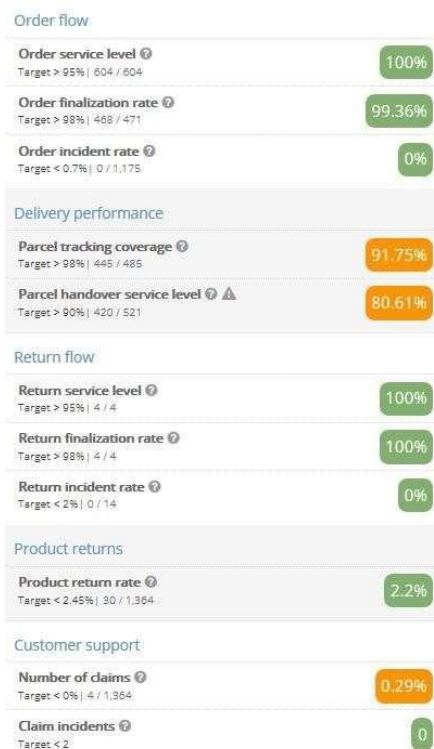 Order flow
Order service level
100%
Target > 95% | 604 / 604
Order finalization rate
99.36%
Target > 98% | 468 / 471
Order incident rate
0%
Target < 0.7% | 0 / 1,175
Delivery performance
Parcel tracking coverage
91.75%
Target > 98% | 445 / 485
Parcel handover service level
80.61%
Target > 90% | 420 / 521
Return flow
Return service level
100%
Target > 95% | 4 / 4
Return finalization rate
100%
Target > 98% | 4 / 4
Return incident rate
0%
Target < 2% | 0 / 14
Product returns
Product return rate
2.2%
Target < 2.45% | 30 / 1,364
Customer support
Number of claims
0.29%
Target < 0% | 4 / 1,364
Claim incidents
0
Target < 2